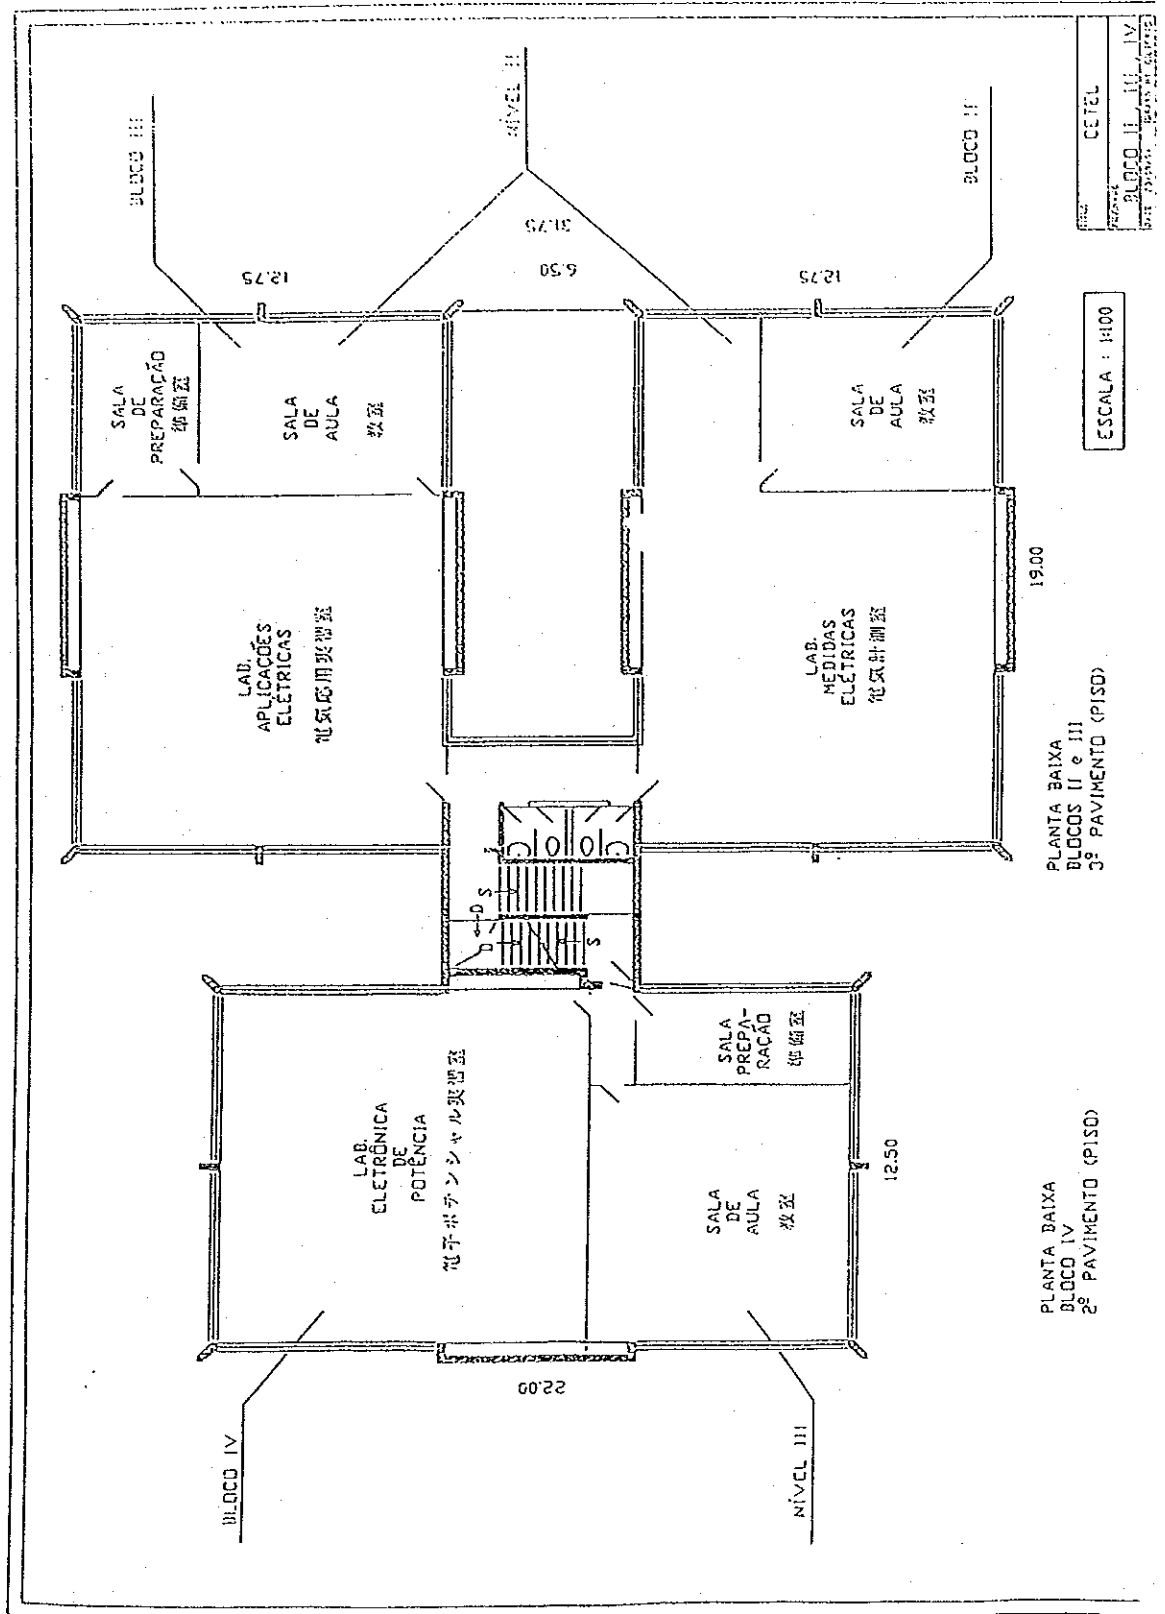 BLOCO III
NÍVEL II
BLOCO II
12.75
31.75
6.50
12.75
SALA
DE
PREPARAÇÃO
準備室
SALA
DE
AULA
教室
SALA
DE
AULA
教室
LAB.
APLICAÇÕES
ELÉTRICAS
電気応用実習室
LAB.
MEDIDAS
ELÉTRICAS
電気計測室
19.00
S
D
D
S
LAB.
ELETRÔNICA
DE
POTÊNCIA
電子ポテンシャル実習室
SALA
PREPA-
RAÇÃO
準備室
SALA
DE
AULA
教室
12.50
22.00
BLOCO IV
NÍVEL III
PLANTA BAIXA
BLOCOS II e III
3º PAVIMENTO (PISO)
PLANTA BAIXA
BLOCO IV
2º PAVIMENTO (PISO)
ESCALA : 1:100
CETEL
BLOCO II, III, IV